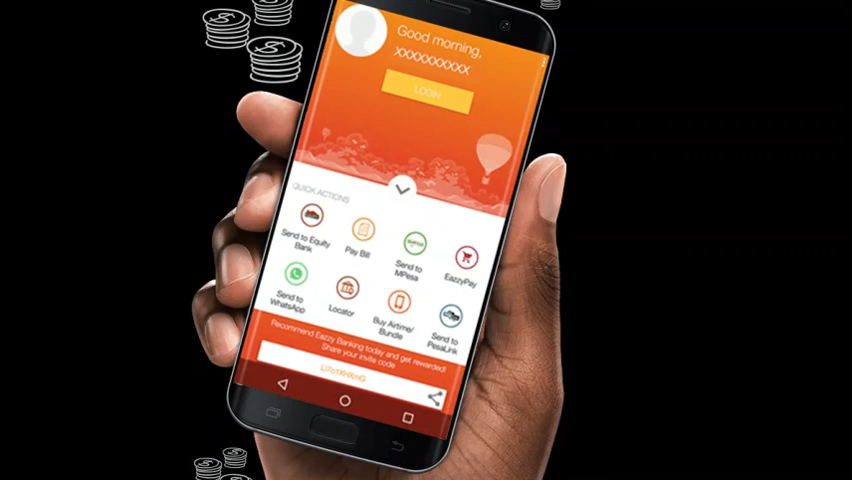 Good morning,
XXXXXXXXXX
LOGIN
QUICK ACTIONS
Send to Equity
Bank
Pay Bill
Send to
MPesa
EazzyPay
Send to
WhatsApp
Locator
Buy Airtime/
Bundle
Send to
PesaLink
Recommend Eazzy Banking today and get rewarded!
Share your invite code